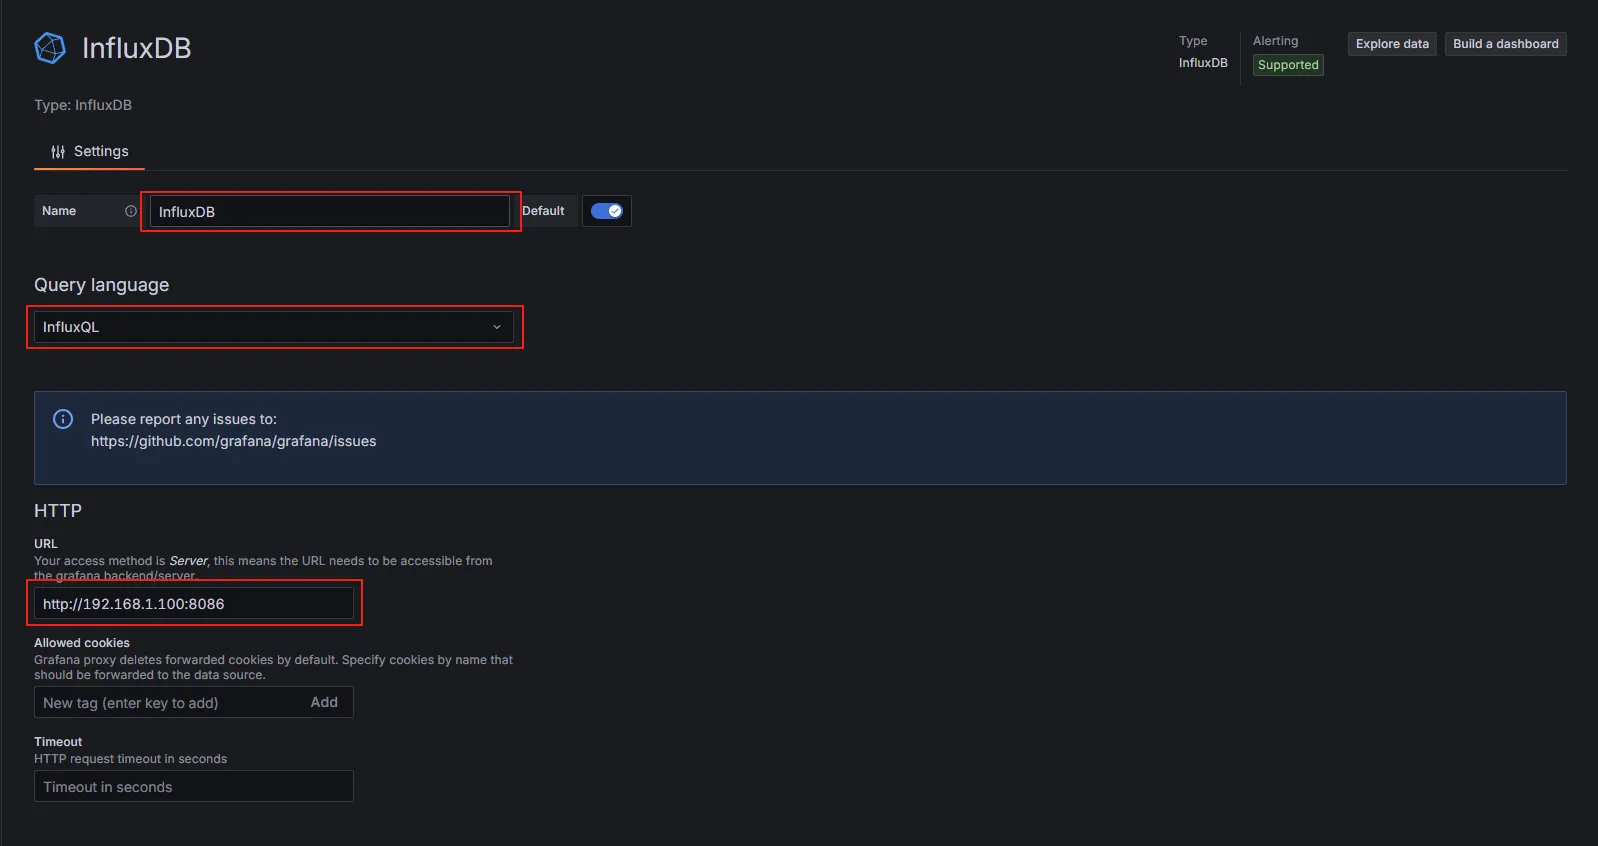 InfluxDB
Type
InfluxDB
Alerting
Supported
Explore data
Build a dashboard
Type: InfluxDB
Settings
Name
InfluxDB
Default
Query language
InfluxQL
Please report any issues to:
https://github.com/grafana/grafana/issues
HTTP
URL
Your access method is Server, this means the URL needs to be accessible from
the grafana backend/server.
http://192.168.1.100:8086
Allowed cookies
Grafana proxy deletes forwarded cookies by default. Specify cookies by name that
should be forwarded to the data source.
New tag (enter key to add)
Add
Timeout
HTTP request timeout in seconds
Timeout in seconds